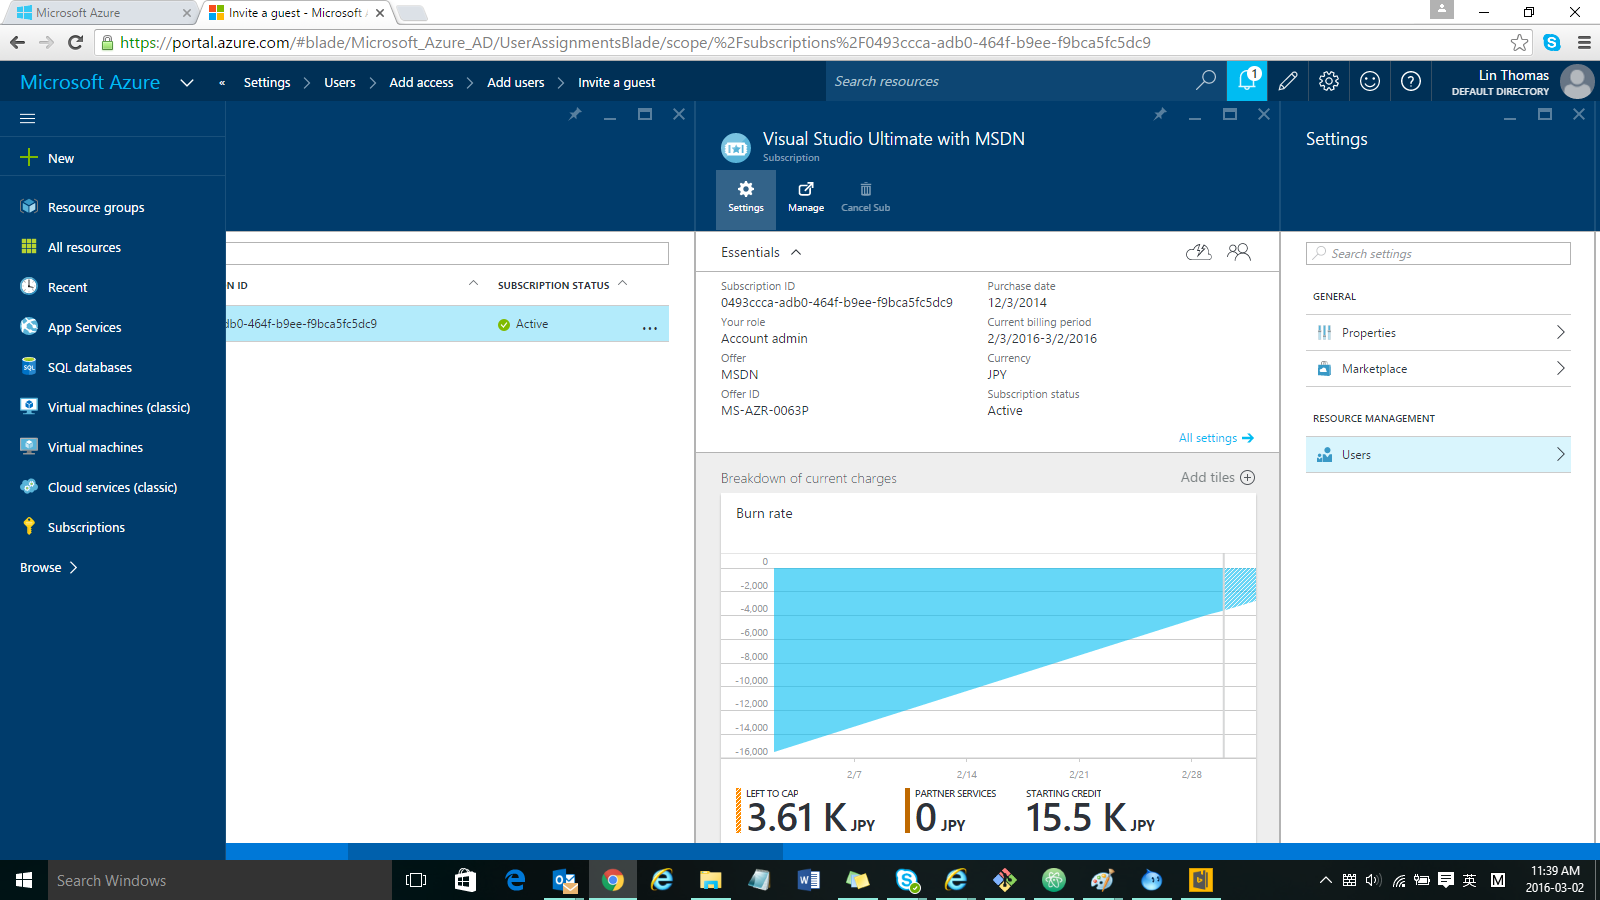 Microsoft Azure
Invite a guest - Microsoft A
https://portal.azure.com/#blade/Microsoft_Azure_AD/UserAssignmentsBlade/scope/%2Fsubscriptions%2F0493ccca-adb0-464f-b9ee-f9bca5fc5dc9
Microsoft Azure
« Settings > Users > Add access > Add users > Invite a guest
Search resources
1
Lin Thomas
DEFAULT DIRECTORY
New
Resource groups
All resources
Recent
App Services
SQL databases
Virtual machines (classic)
Virtual machines
Cloud services (classic)
Subscriptions
Browse >
N ID
SUBSCRIPTION STATUS
db0-464f-b9ee-f9bca5fc5dc9
Active
...
Visual Studio Ultimate with MSDN
Subscription
Settings
Manage
Cancel Sub
Essentials
Subscription ID
0493ccca-adb0-464f-b9ee-f9bca5fc5dc9
Your role
Account admin
Offer
MSDN
Offer ID
MS-AZR-0063P
Purchase date
12/3/2014
Current billing period
2/3/2016-3/2/2016
Currency
JPY
Subscription status
Active
All settings
Breakdown of current charges
Add tiles
Burn rate
0
-2,000
-4,000
-6,000
-8,000
-10,000
-12,000
-14,000
-16,000
2/7
2/14
2/21
2/28
LEFT TO CAP
3.61 K JPY
PARTNER SERVICES
0 JPY
STARTING CREDIT
15.5 K JPY
Settings
Search settings
GENERAL
Properties
Marketplace
RESOURCE MANAGEMENT
Users
Search Windows
英
M
11:39 AM
2016-03-02